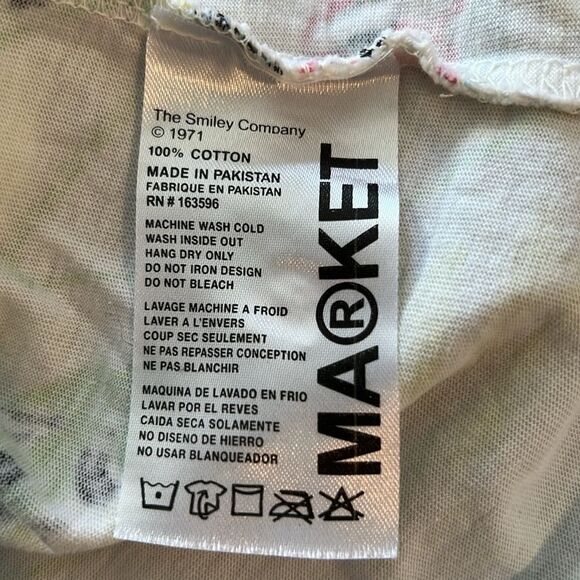 The Smiley Company
© 1971
100% COTTON
MADE IN PAKISTAN
FABRIQUE EN PAKISTAN
RN # 163596
MACHINE WASH COLD
WASH INSIDE OUT
HANG DRY ONLY
DO NOT IRON DESIGN
DO NOT BLEACH
LAVAGE MACHINE A FROID
LAVER A L'ENVERS
COUP SEC SEULEMENT
NE PAS REPASSER CONCEPTION
NE PAS.BLANCHIR
MAQUINA DE LAVADO EN FRIO
LAVAR POR EL REVES
CAIDA SECA SOLAMENTE
NO DISENO DE HIERRO
NO USAR BLANQUEADOR
MA®KET